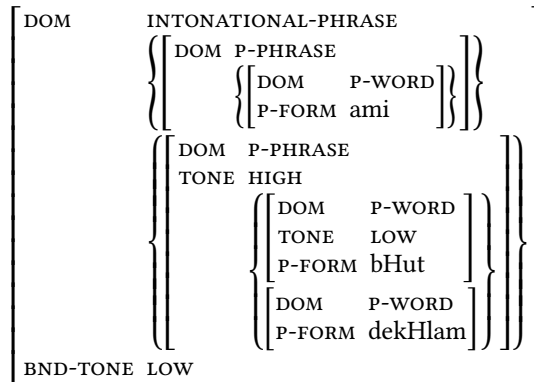 DOM INTONATIONAL-PHRASE
DOM P-PHRASE
DOM P-WORD
P-FORM ami
DOM P-PHRASE
TONE HIGH
DOM P-WORD
TONE LOW
P-FORM bHut
DOM P-WORD
P-FORM dekHlam
BND-TONE LOW